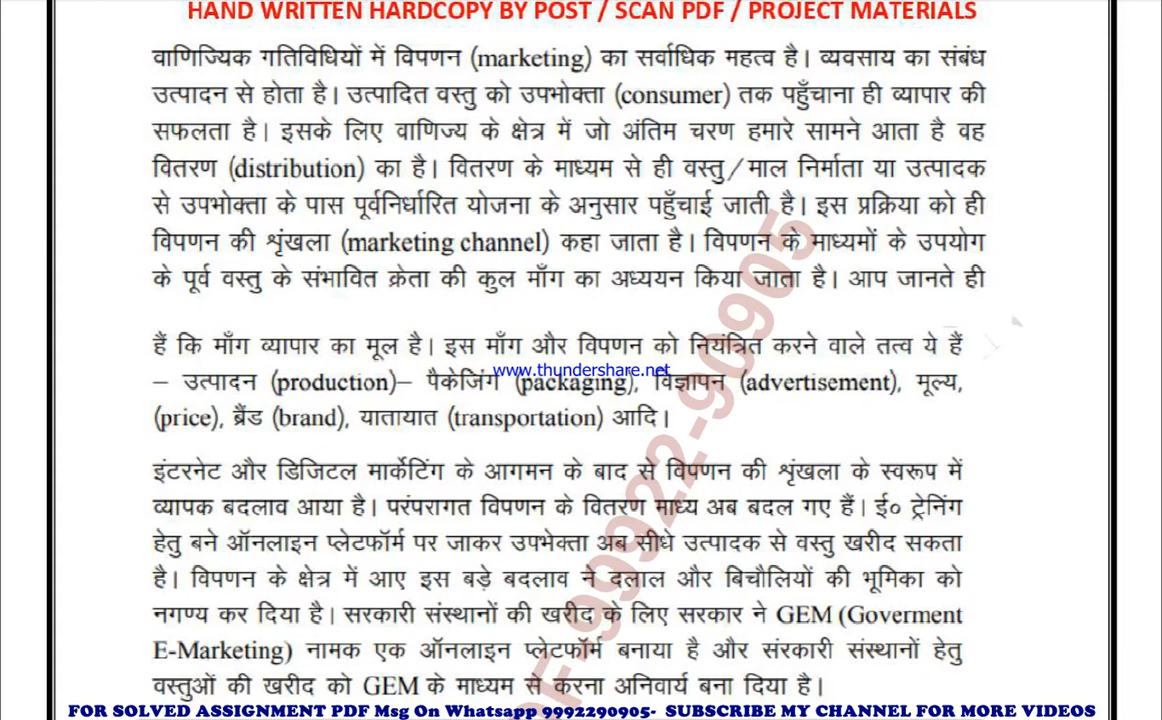 HAND WRITTEN HARDCOPY BY POST / SCAN PDF / PROJECT MATERIALS
वाणिज्यिक गतिविधियों में विपणन (marketing) का सर्वाधिक महत्व है। व्यवसाय का संबंध
उत्पादन से होता है। उत्पादित वस्तु को उपभोक्ता (consumer) तक पहुँचाना ही व्यापार की
सफलता है। इसके लिए वाणिज्य के क्षेत्र में जो अंतिम चरण हमारे सामने आता है वह
वितरण (distribution) का है। वितरण के माध्यम से ही वस्तु/माल निर्माता या उत्पादक
से उपभोक्ता के पास पूर्वनिर्धारित योजना के अनुसार पहुँचाई जाती है। इस प्रक्रिया को ही
विपणन की शृंखला (marketing channel) कहा जाता है। विपणन के माध्यमों के उपयोग
के पूर्व वस्तु के संभावित क्रेता की कुल माँग का अध्ययन किया जाता है। आप जानते ही
हैं कि माँग व्यापार का मूल है। इस माँग और विपणन को नियंत्रित करने वाले तत्व ये हैं
www.thundershare.net
– उत्पादन (production)– पैकेजिंग (packaging), विज्ञापन (advertisement), मूल्य,
(price), ब्रैंड (brand), यातायात (transportation) आदि।
इंटरनेट और डिजिटल मार्केटिंग के आगमन के बाद से विपणन की शृंखला के स्वरूप में
व्यापक बदलाव आया है। परंपरागत विपणन के वितरण माध्य अब बदल गए हैं। ई० ट्रेनिंग
हेतु बने ऑनलाइन प्लेटफॉर्म पर जाकर उपभेक्ता अब सीधे उत्पादक से वस्तु खरीद सकता
है। विपणन के क्षेत्र में आए इस बड़े बदलाव ने दलाल और बिचौलियों की भूमिका को
नगण्य कर दिया है। सरकारी संस्थानों की खरीद के लिए सरकार ने GEM (Goverment
E-Marketing) नामक एक ऑनलाइन प्लेटफॉर्म बनाया है और संरकारी संस्थानों हेतु
वस्तुओं की खरीद को GEM के माध्यम से करना अनिवार्य बना दिया है।
DF-99922-90905
FOR SOLVED ASSIGNMENT PDF Msg On Whatsapp 9992290905- SUBSCRIBE MY CHANNEL FOR MORE VIDEOS